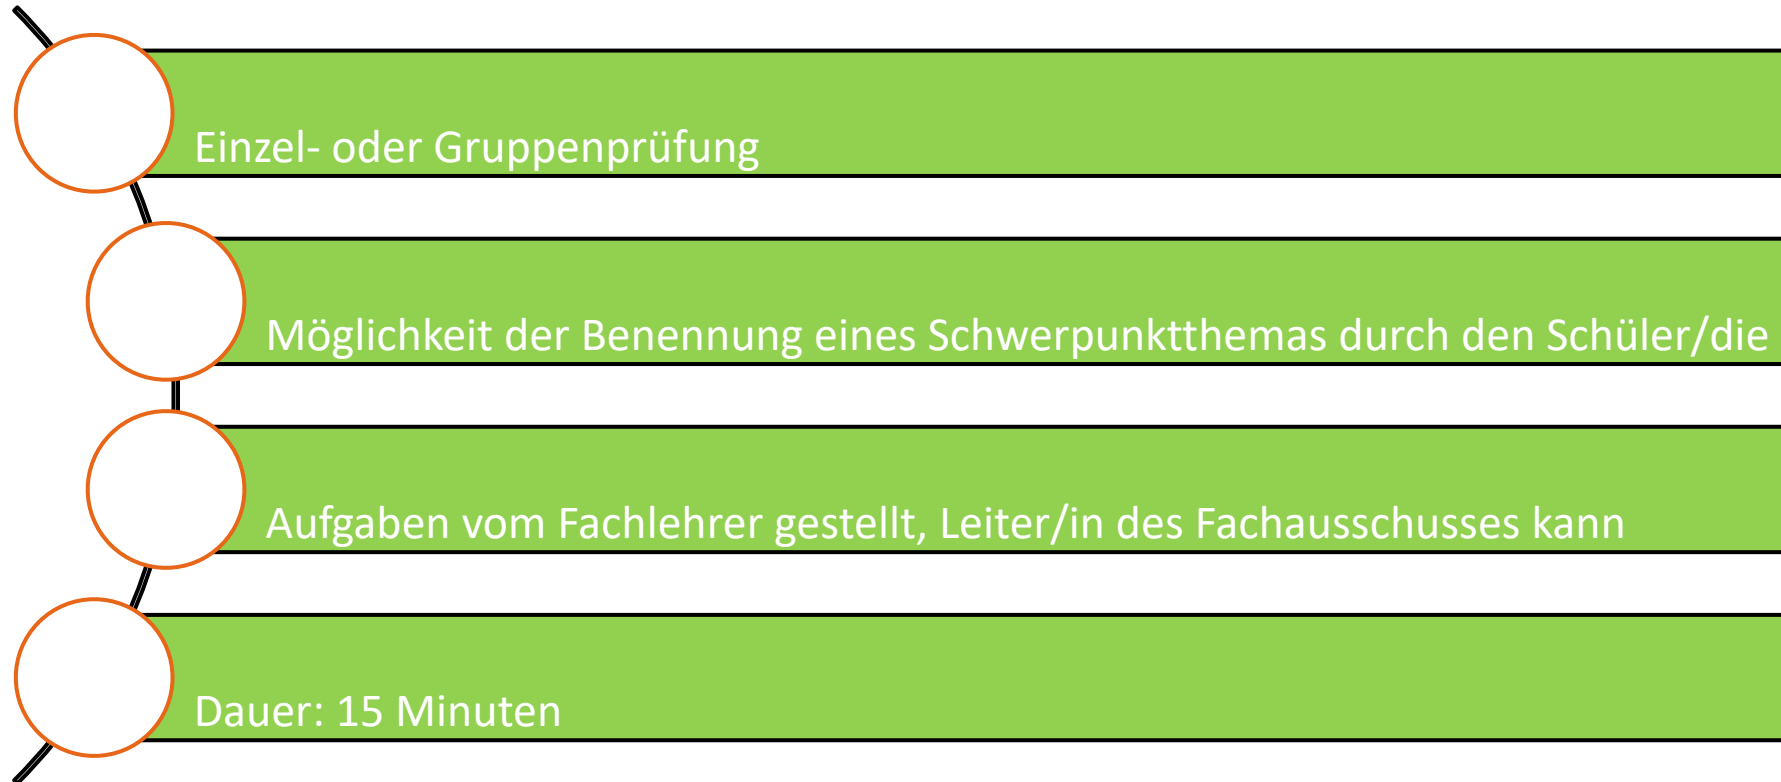 Einzel- oder Gruppenprüfung
Möglichkeit der Benennung eines Schwerpunktthemas durch den Schüler/die
Aufgaben vom Fachlehrer gestellt, Leiter/in des Fachausschusses kann
Dauer: 15 Minuten